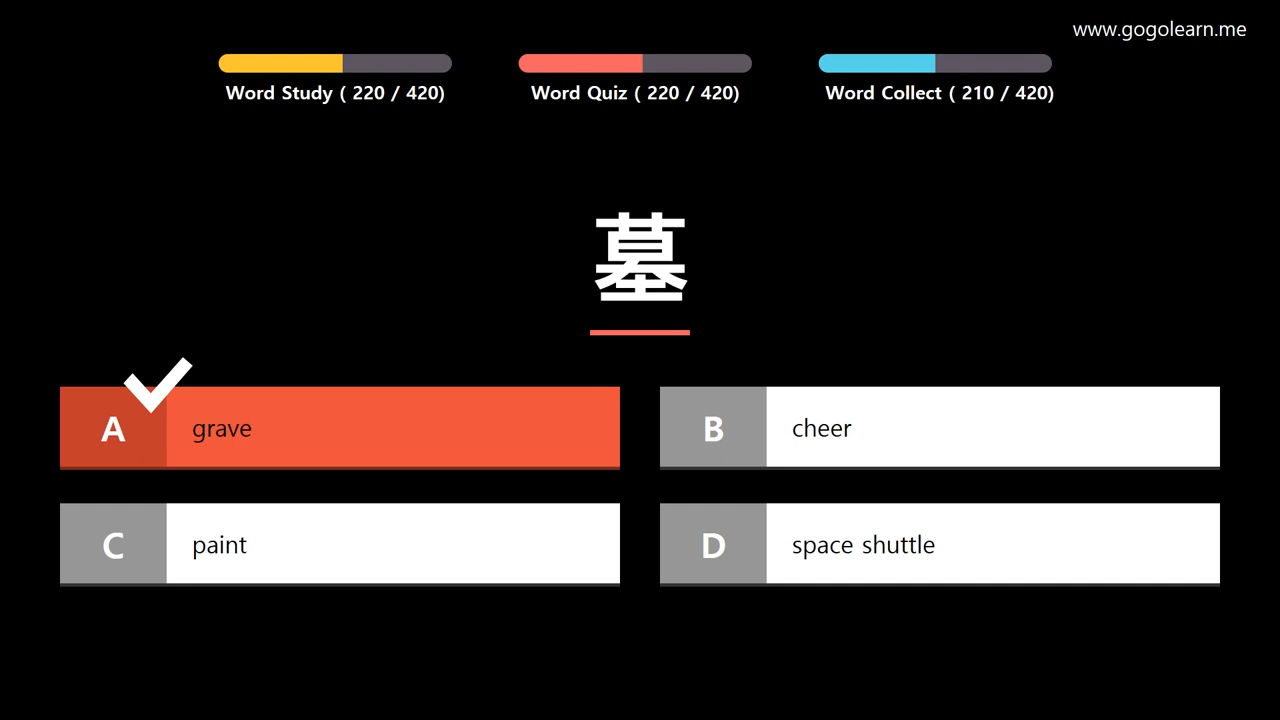 www.gogolearn.me
Word Study ( 220 / 420)
Word Quiz ( 220 / 420)
Word Collect ( 210 / 420)
墓
A grave
B cheer
C paint
D space shuttle